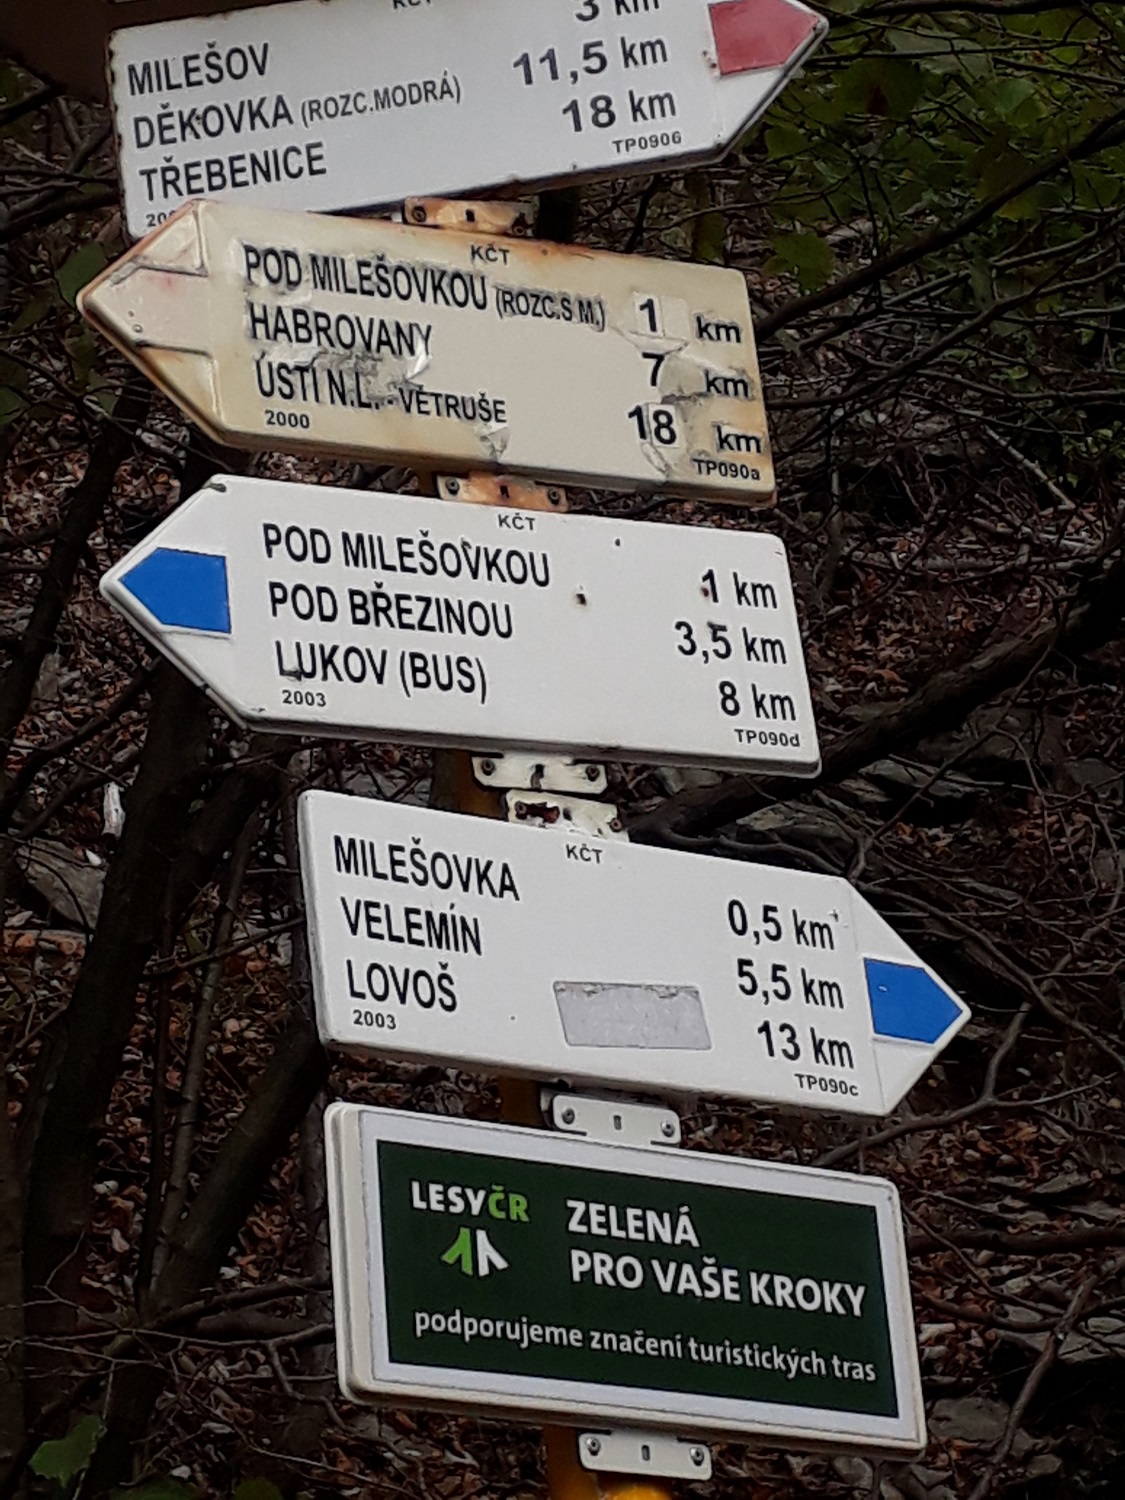 KČT
MILEŠOV 3 km
DĚKOVKA (ROZC.MODRÁ) 11,5 km
TŘEBENICE 18 km
TP0906
KČT
POD MILEŠOVKOU (ROZC.S.M.) 1 km
HABROVANY 7 km
ÚSTÍ N.L. - VĚTRUŠE 18 km
2000 TP090a
KČT
POD MILEŠOVKOU 1 km
POD BŘEZINOU 3,5 km
LUKOV (BUS) 8 km
2003 TP090d
KČT
MILEŠOVKA 0,5 km
VELEMÍN 5,5 km
LOVOŠ 13 km
2003 TP090c
LESYČR
ZELENÁ
PRO VAŠE KROKY
podporujeme značení turistických tras